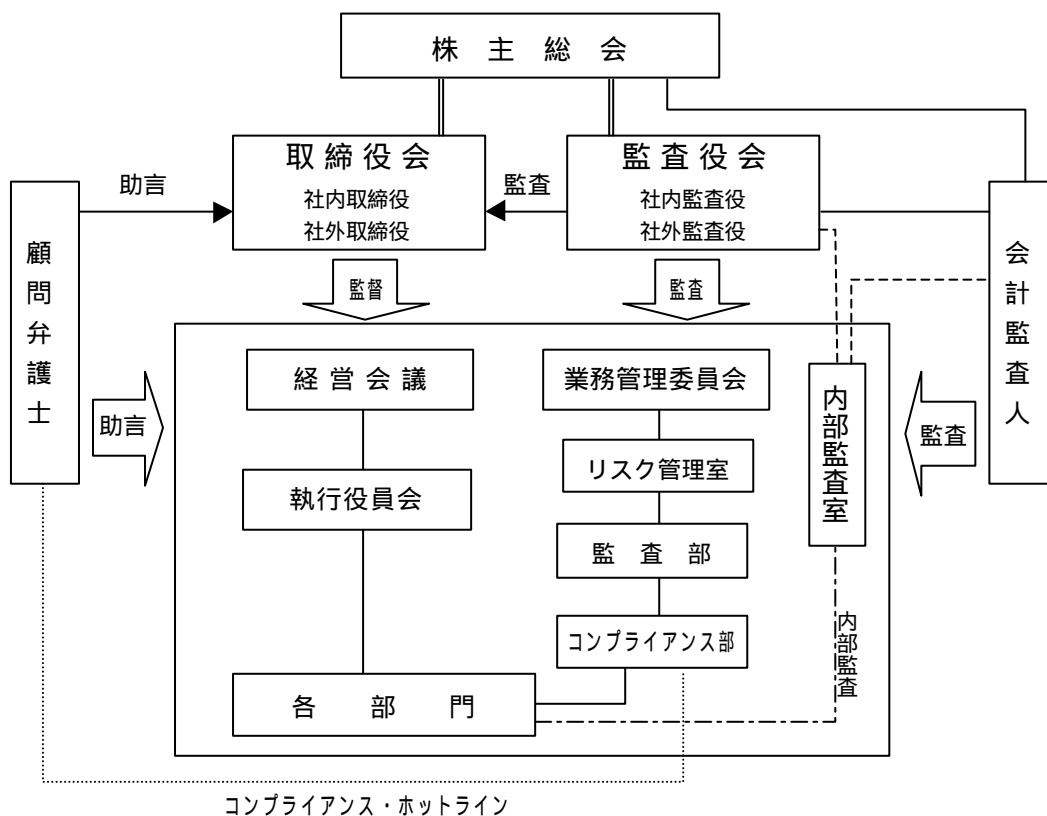 株主総会
取締役会
社内取締役
社外取締役
監査役会
社内監査役
社外監査役
助言
監査
顧問弁護士
会計監査人
監督
監査
経営会議
業務管理委員会
内部監査室
助言
監査
リスク管理室
執行役員会
監査部
コンプライアンス部
内部監査
各部門
コンプライアンス・ホットライン